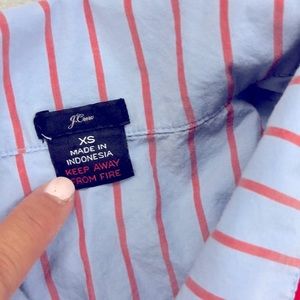 J.Crew
XS
MADE IN
INDONESIA
KEEP AWAY
FROM FIRE